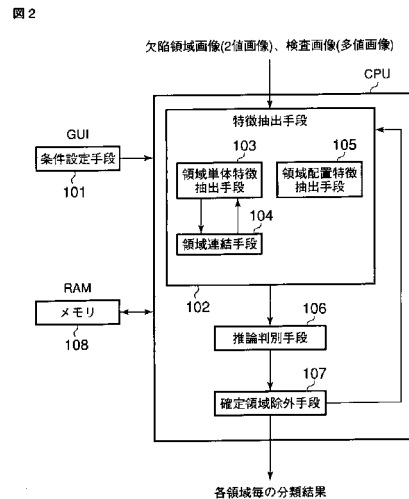 図2
欠陥領域画像(2値画像)、検査画像(多値画像)
CPU
特徴抽出手段
GUI
条件設定手段
101
103
領域単体特徴
抽出手段
105
領域配置特徴
抽出手段
104
領域連結手段
102
RAM
メモリ
108
106
推論判別手段
107
確定領域除外手段
各領域毎の分類結果